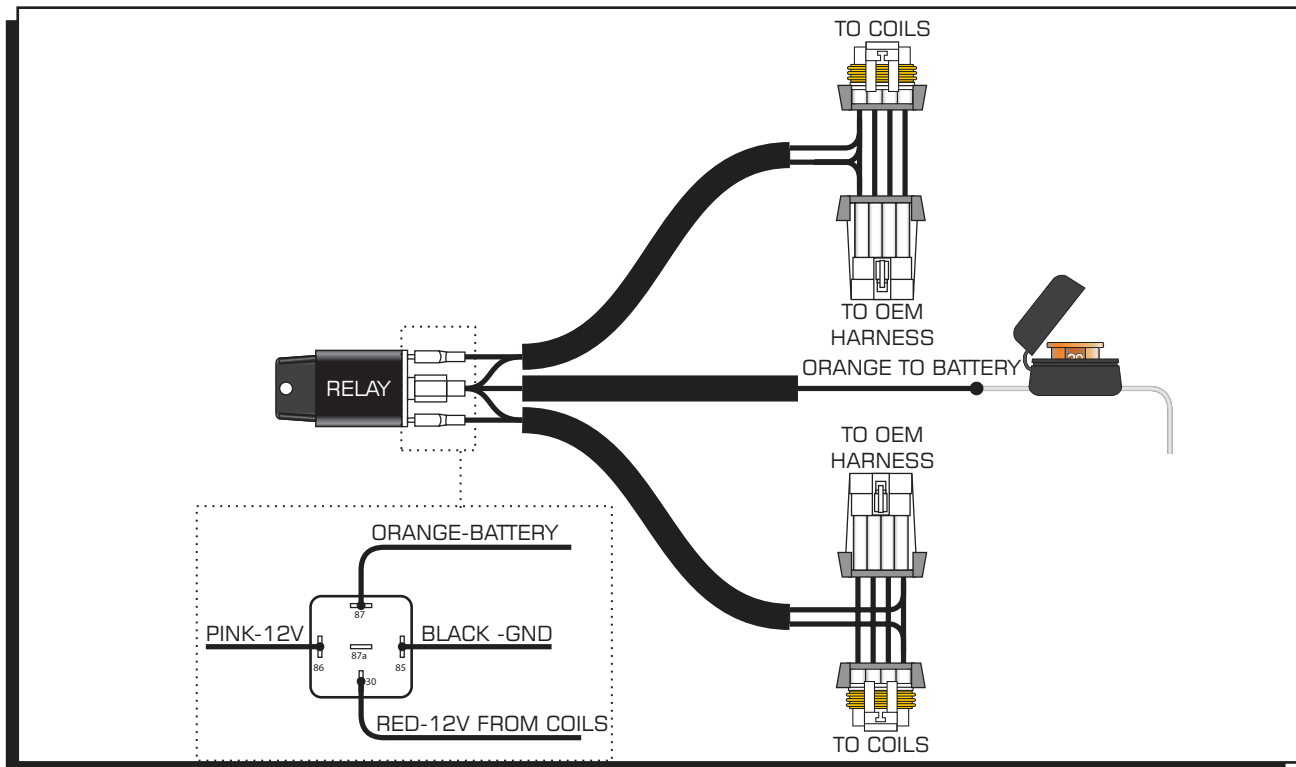 TO COILS
TO OEM
HARNESS
ORANGE TO BATTERY
RELAY
TO OEM
HARNESS
TO COILS
ORANGE-BATTERY
87
PINK-12V
BLACK -GND
86
87a
85
30
RED-12V FROM COILS